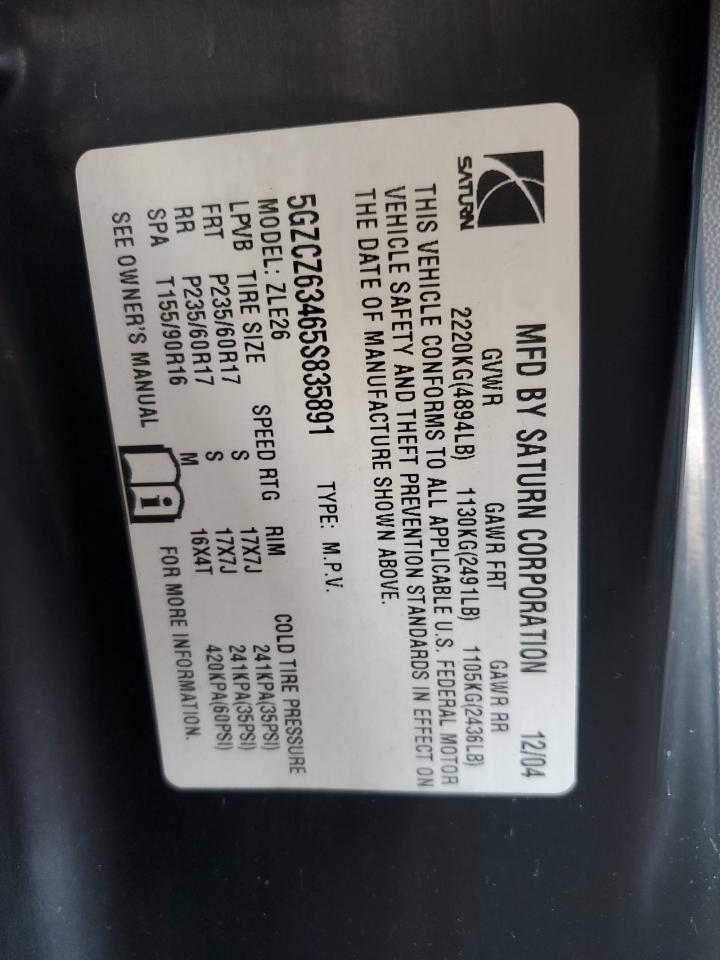 SATURN
MFD BY SATURN CORPORATION 12/04
GVWR GAWR FRT GAWR RR
2220KG(4894LB) 1130KG(2491LB) 1105KG(2436LB)
THIS VEHICLE CONFORMS TO ALL APPLICABLE U.S. FEDERAL MOTOR
VEHICLE SAFETY AND THEFT PREVENTION STANDARDS IN EFFECT ON
THE DATE OF MANUFACTURE SHOWN ABOVE.
5GZCZ63465S835891 TYPE: M.P.V.
MODEL: ZLE26
LPVB TIRE SIZE SPEED RTG RIM COLD TIRE PRESSURE
FRT P235/60R17 S 17X7J 241KPA(35PSI)
RR P235/60R17 S 17X7J 241KPA(35PSI)
SPA T155/90R16 M 16X4T 420KPA(60PSI)
SEE OWNER'S MANUAL i FOR MORE INFORMATION.